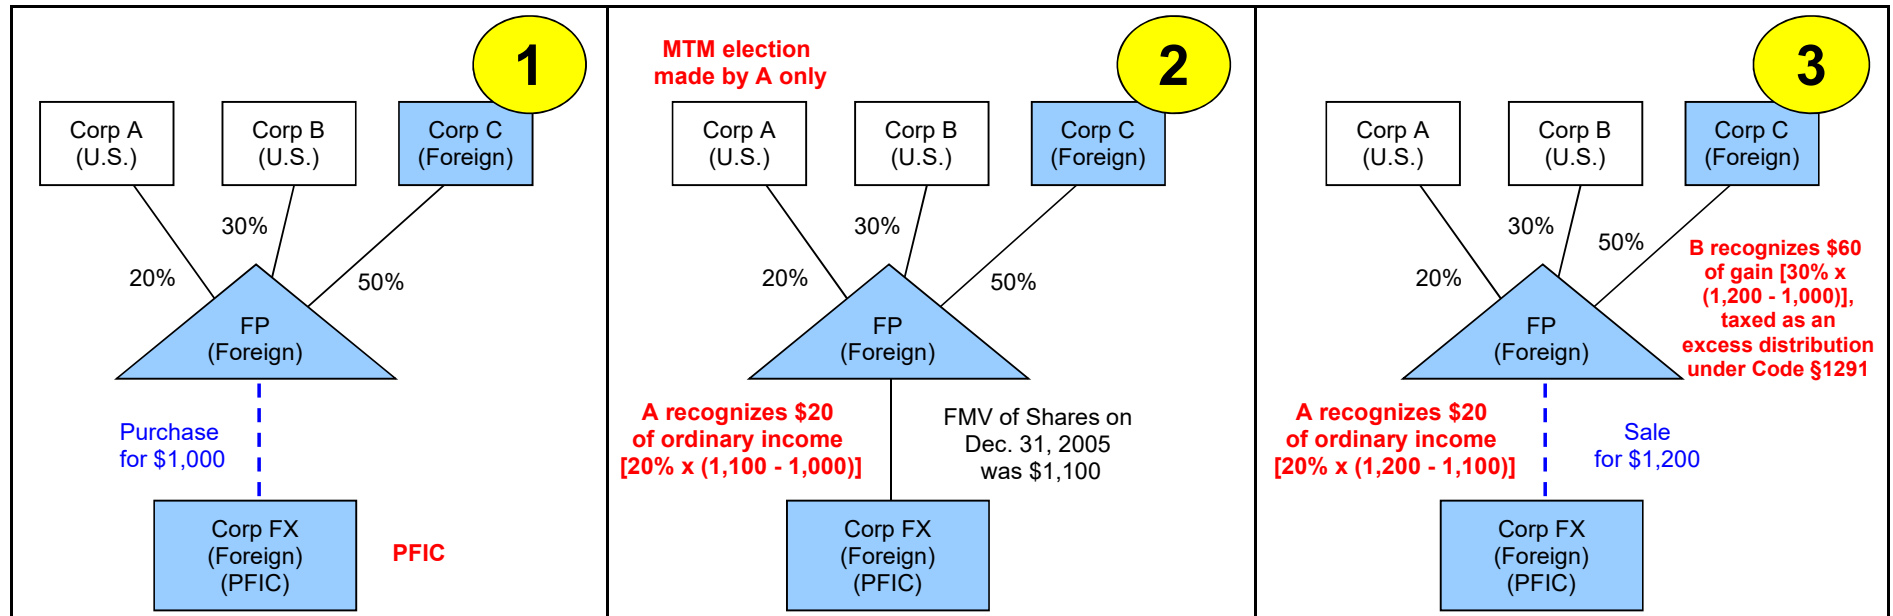 1
Corp A
(U.S.)
Corp B
(U.S.)
Corp C
(Foreign)
30%
20%
50%
FP
(Foreign)
Purchase
for $1,000
Corp FX
(Foreign)
(PFIC)
PFIC
MTM election
made by A only
2
Corp A
(U.S.)
Corp B
(U.S.)
Corp C
(Foreign)
30%
20%
50%
FP
(Foreign)
A recognizes $20
of ordinary income
[20% x (1,100 - 1,000)]
FMV of Shares on
Dec. 31, 2005
was $1,100
Corp FX
(Foreign)
(PFIC)
3
Corp A
(U.S.)
Corp B
(U.S.)
Corp C
(Foreign)
30%
50%
20%
B recognizes $60
of gain [30% x
(1,200 - 1,000)],
taxed as an
excess distribution
under Code §1291
FP
(Foreign)
A recognizes $20
of ordinary income
[20% x (1,200 - 1,100)]
Sale
for $1,200
Corp FX
(Foreign)
(PFIC)